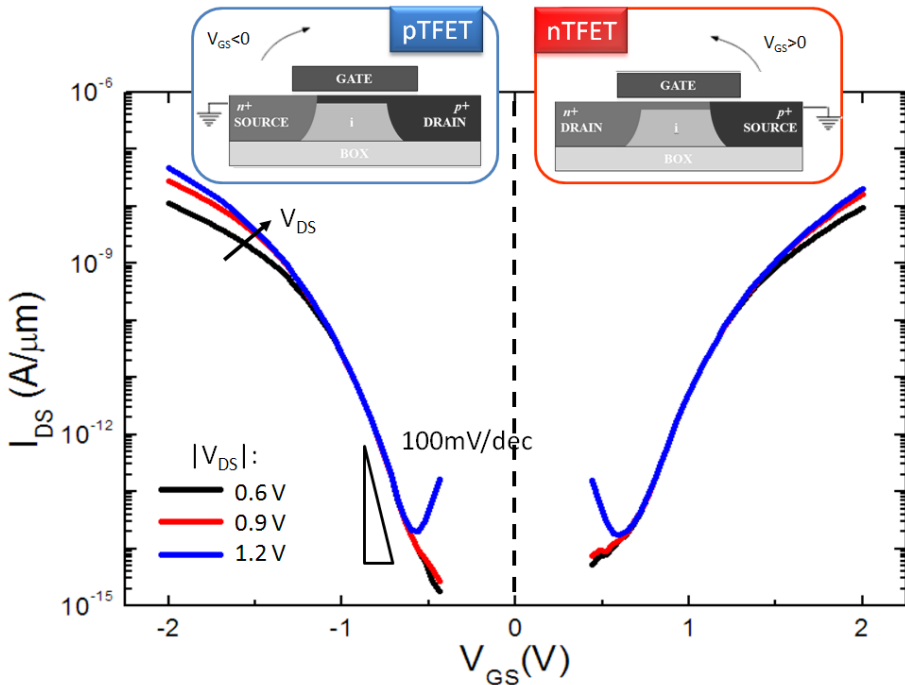 pTFET
nTFET
V_GS<0
V_GS>0
GATE
GATE
n+
SOURCE
i
p+
DRAIN
BOX
n+
DRAIN
i
p+
SOURCE
BOX
10^-6
10^-9
10^-12
10^-15
I_DS (A/μm)
V_DS
100mV/dec
|V_DS| :
0.6 V
0.9 V
1.2 V
-2
-1
0
1
2
V_GS(V)